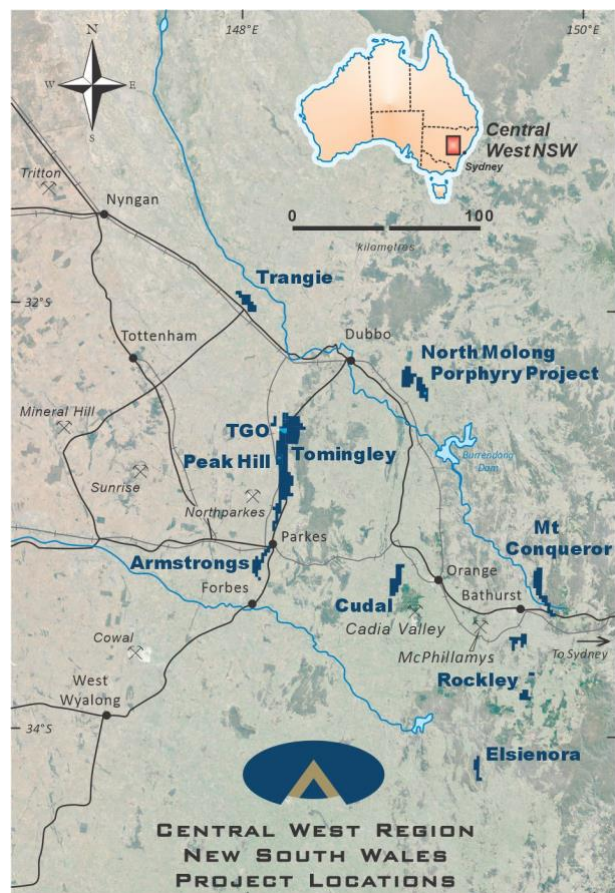 148°E
150°E
N
W
E
S
Central
West NSW
Sydney
0
100
kilometres
Tritton
Nyngan
Trangie
32°S
Dubbo
Tottenham
North Molong
Porphyry Project
Mineral Hill
TGO
Tomingley
Peak Hill
Burrendong
Dam
Sunrise
Northparkes
Parkes
Mt
Conqueror
Armstrongs
Orange
Forbes
Cudal
Bathurst
Cadia Valley
Cowal
McPhillamys
To Sydney
West
Wyalong
Rockley
34°S
Elsienora
CENTRAL WEST REGION
NEW SOUTH WALES
PROJECT LOCATIONS